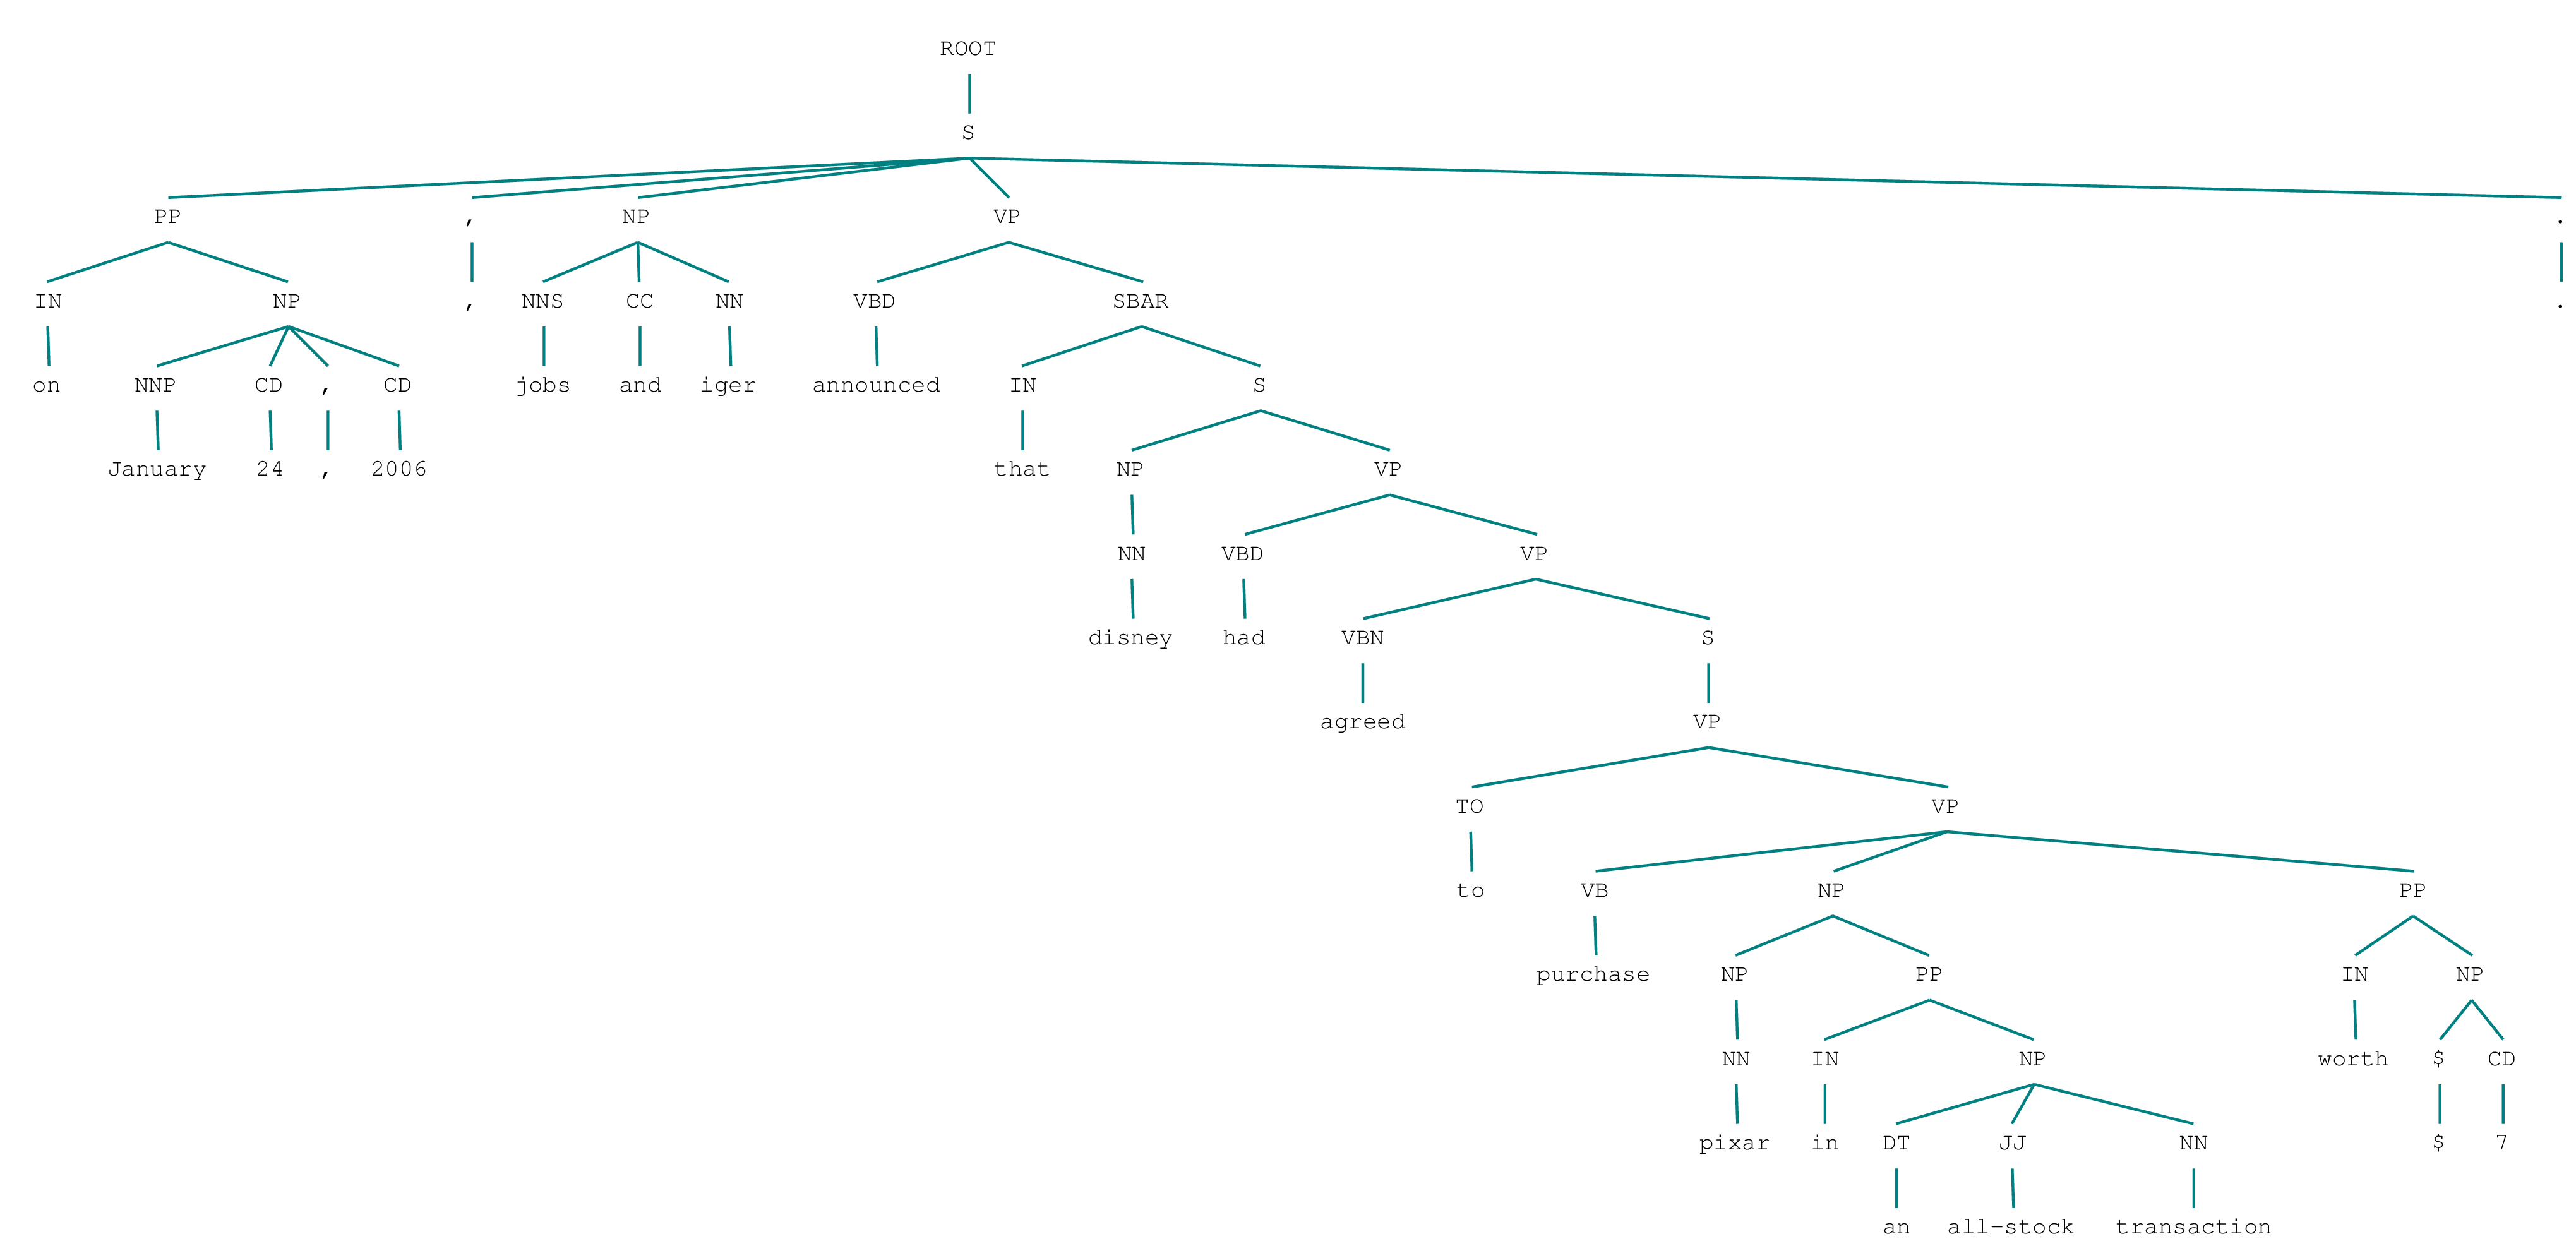 ROOT
S
PP , NP VP .
IN NP , NNS CC NN VBD SBAR .
on NNP CD , CD jobs and iger announced IN S
January 24 , 2006 that NP VP
NN VBD VP
disney had VBN S
agreed VP
TO VP
to VB NP PP
purchase NP PP IN NP
NN IN NP worth $ CD
pixar in DT JJ NN $ 7
an all-stock transaction